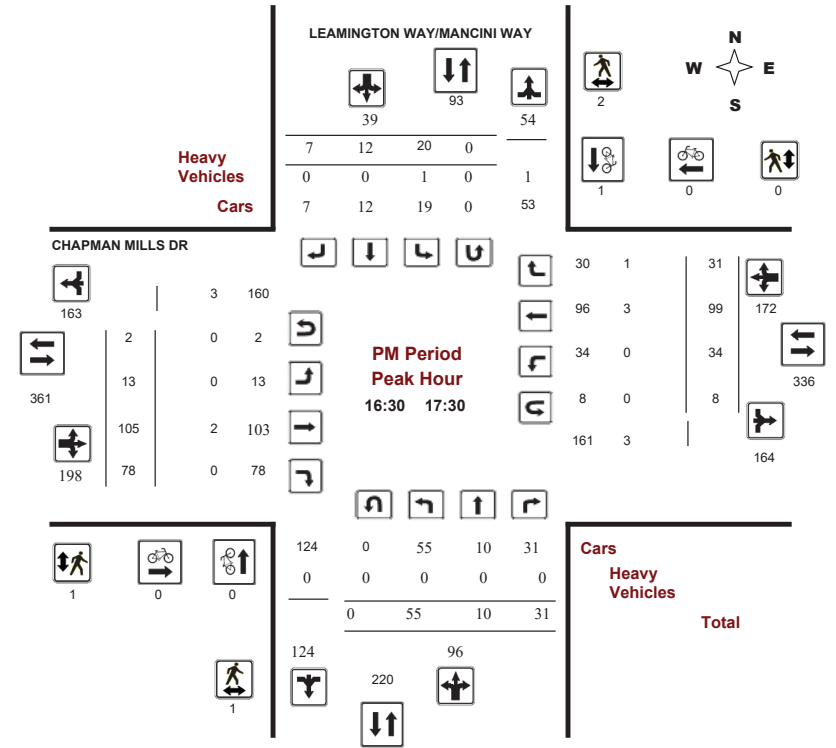 LEAMINGTON WAY/MANCINI WAY
N
W E
S
93
2
39 54
7 12 20 0
Heavy
Vehicles
0 0 1 0 1
Cars
7 12 19 0 53
1 0 0
CHAPMAN MILLS DR
163
3 160
30 1 31
172
2 0 2
96 3 99
361
13 0 13
PM Period
Peak Hour
16:30 17:30
34 0 34
336
105 2 103
8 0 8
198
78 0 78
161 3
164
124 0 55 10 31
Cars
0 0 0 0 0
Heavy
Vehicles
0 55 10 31
Total
1 0 0
124 96
220
1